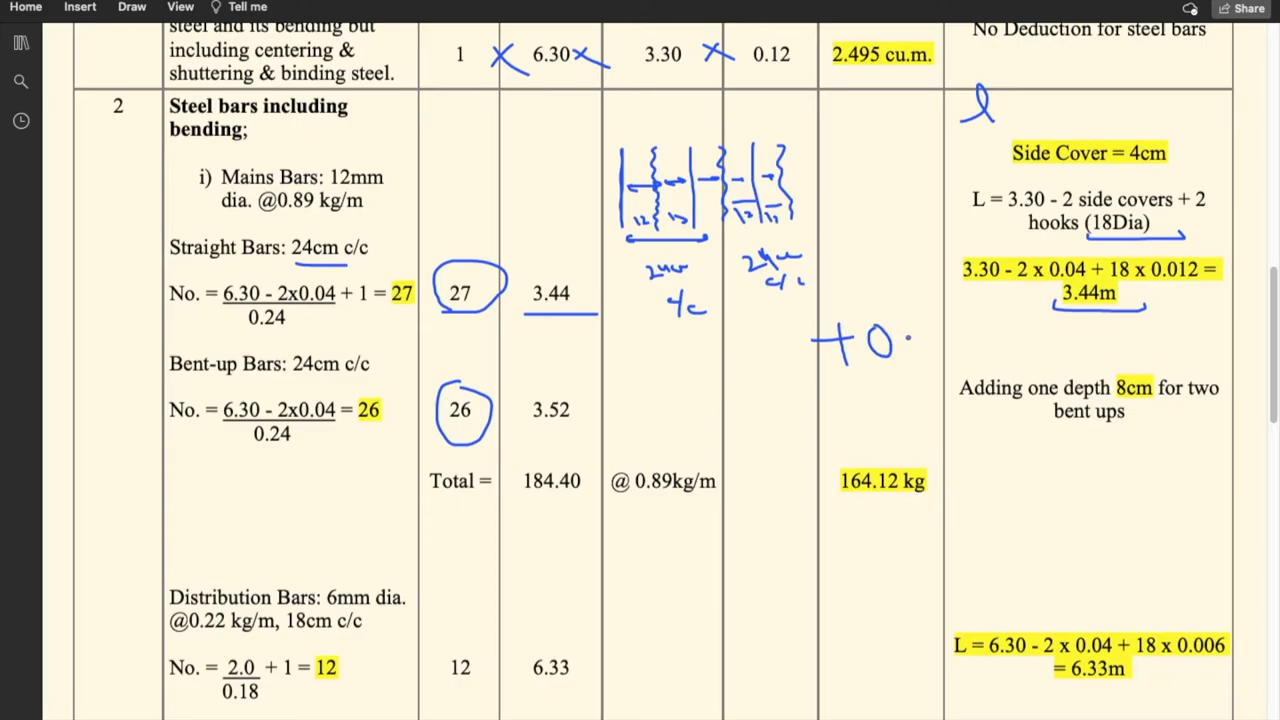 Home Insert Draw View Tell me Share
steel and its bending but
including centering &
shuttering & binding steel.
1 × 6.30 × 3.30 × 0.12 2.495 cu.m.
No Deduction for steel bars
2 Steel bars including
bending;
i) Mains Bars: 12mm
dia. @0.89 kg/m
Straight Bars: 24cm c/c
No. = 6.30 - 2x0.04 + 1 = 27 27 3.44
0.24
Bent-up Bars: 24cm c/c
No. = 6.30 - 2x0.04 = 26 26 3.52
0.24
Total = 184.40 @ 0.89kg/m 164.12 kg
Distribution Bars: 6mm dia.
@0.22 kg/m, 18cm c/c
No. = 2.0 + 1 = 12 12 6.33
0.18
12
12
c/c
c/c
+0.
l
Side Cover = 4cm
L = 3.30 - 2 side covers + 2
hooks (18Dia)
3.30 - 2 x 0.04 + 18 x 0.012 =
3.44m
Adding one depth 8cm for two
bent ups
L = 6.30 - 2 x 0.04 + 18 x 0.006
= 6.33m